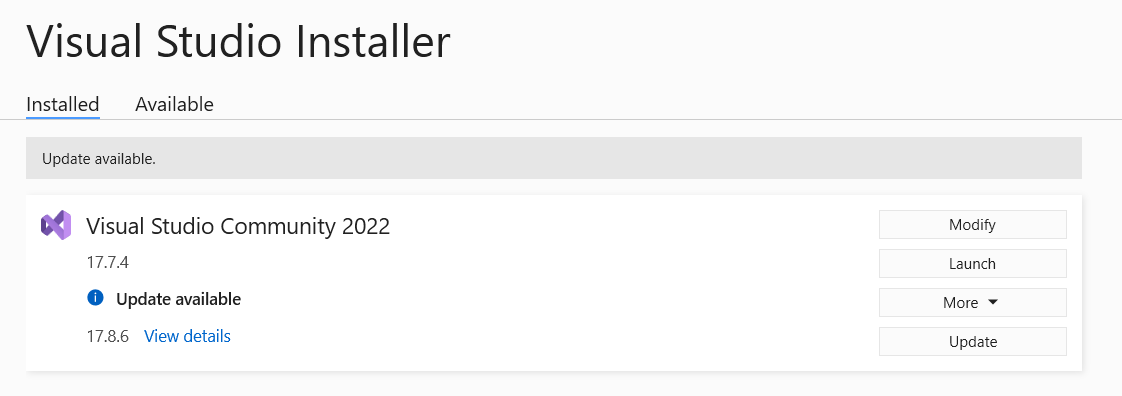 Visual Studio Installer
Installed Available
Update available.
Visual Studio Community 2022
Modify
17.7.4
Launch
Update available
More
17.8.6 View details
Update